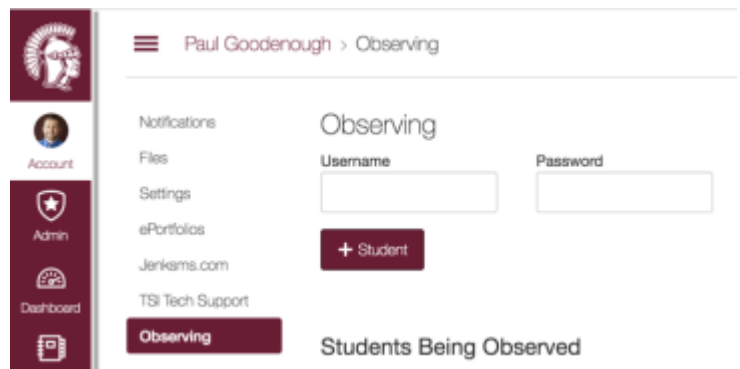 Paul Goodenough > Observing
Account
Admin
Dashboard
Notifications
Files
Settings
ePortfolios
Jenksms.com
TSI Tech Support
Observing
Observing
Username Password
+ Student
Students Being Observed